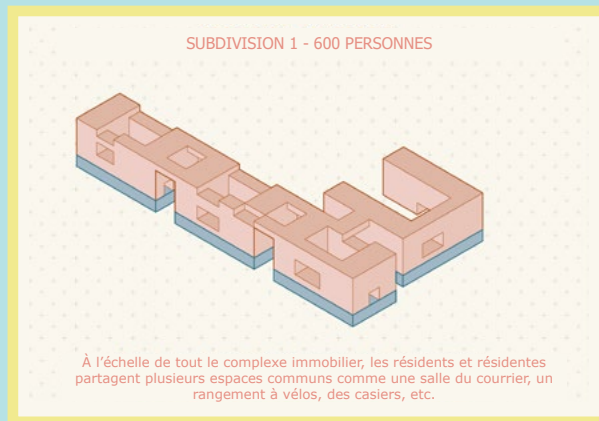 SUBDIVISION 1 - 600 PERSONNES
À l'échelle de tout le complexe immobilier, les résidents et résidentes
partagent plusieurs espaces communs comme une salle du courrier, un
rangement à vélos, des casiers, etc.